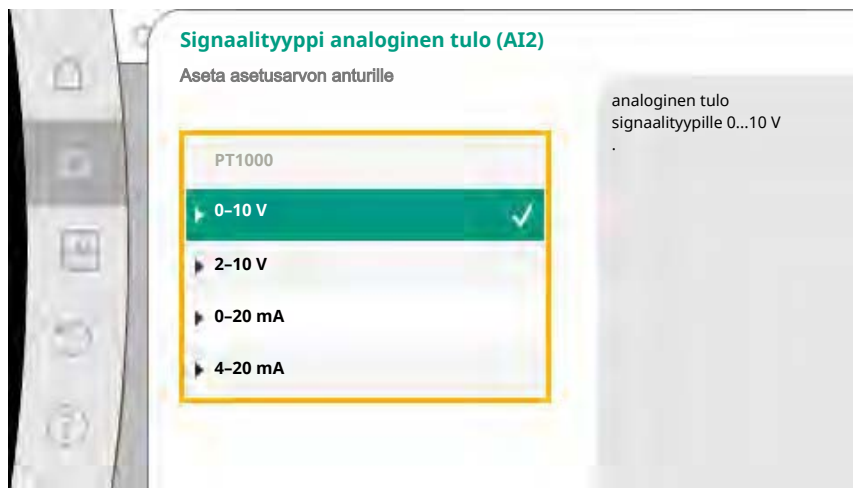 Signaalityyppi analoginen tulo (AI2)
Aseta asetusarvon anturille
PT1000
0–10 V
2–10 V
0–20 mA
4–20 mA
analoginen tulo
signaalityypille 0...10 V
.